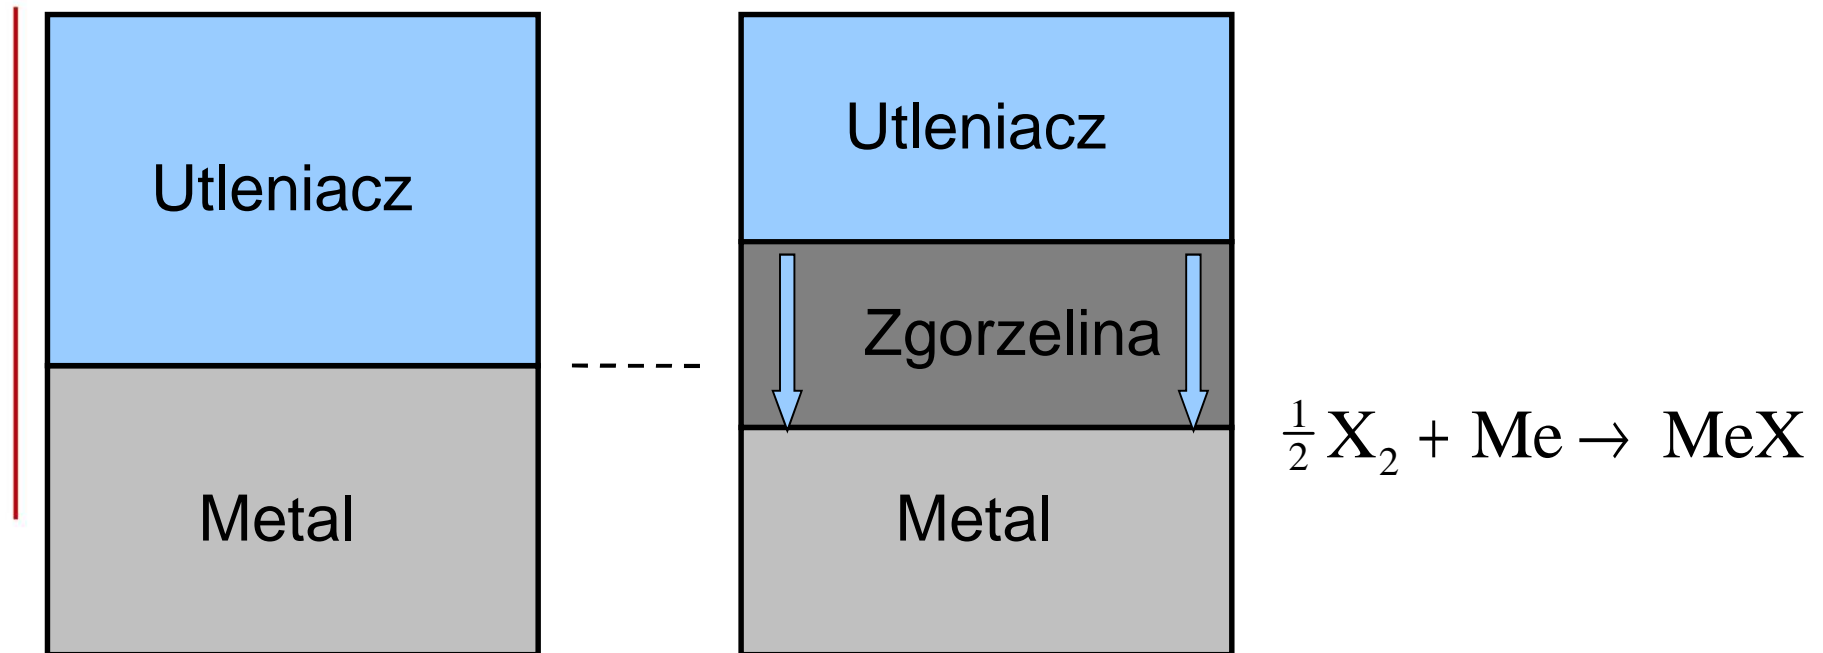 Utleniacz
Metal
Utleniacz
Zgorzelina
Metal
½ X₂ + Me → MeX